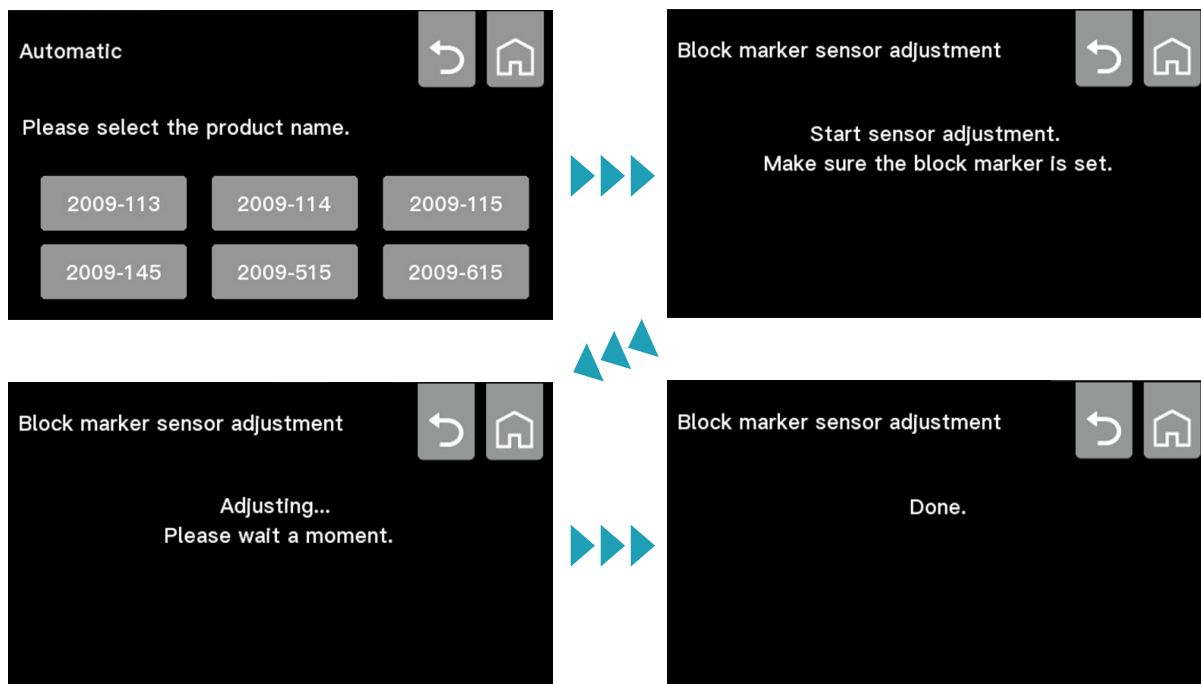 Automatic
Please select the product name.
2009-113
2009-114
2009-115
2009-145
2009-515
2009-615
Block marker sensor adjustment
Start sensor adjustment.
Make sure the block marker is set.
Block marker sensor adjustment
Adjusting...
Please wait a moment.
Block marker sensor adjustment
Done.